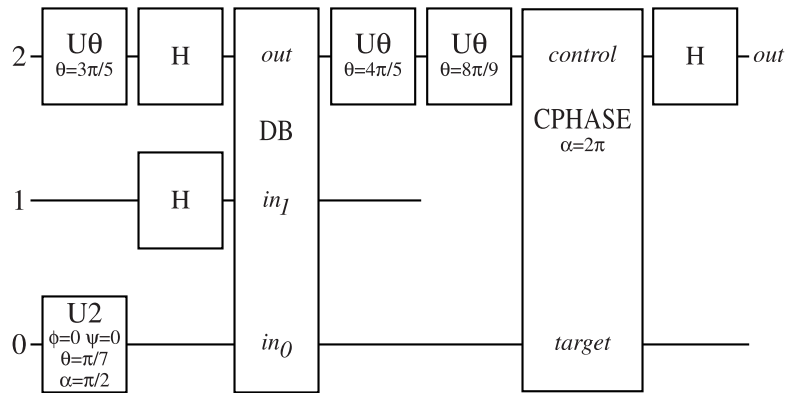 2
Uθ
θ=3π/5
H
out
DB
in1
in0
Uθ
θ=4π/5
Uθ
θ=8π/9
control
CPHASE
α=2π
target
H
out
1
H
0
U2
ϕ=0 ψ=0
θ=π/7
α=π/2